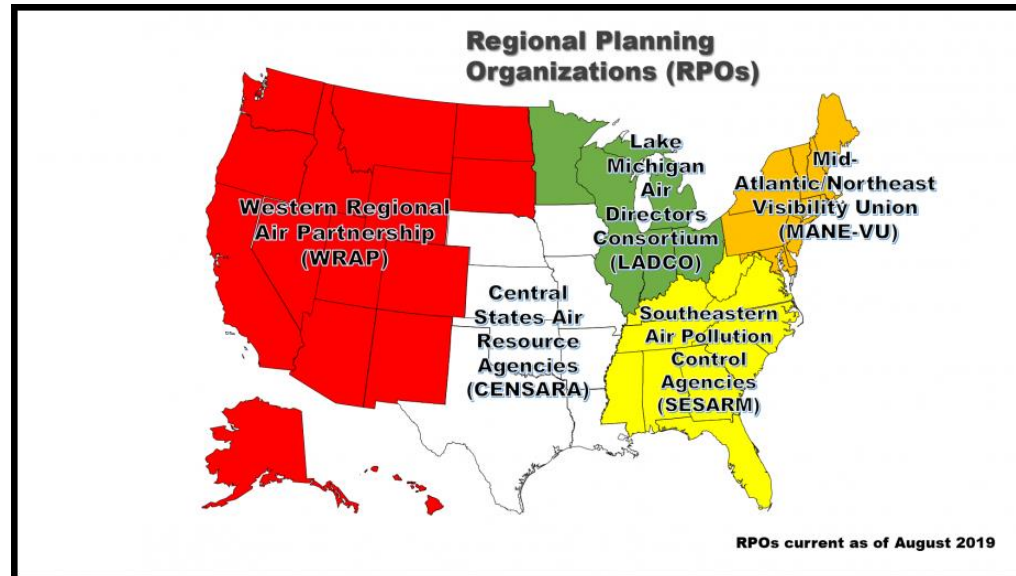 Regional Planning
Organizations (RPOs)
Western Regional
Air Partnership
(WRAP)
Central
States Air
Resource
Agencies
(CENSARA)
Lake
Michigan
Air
Directors
Consortium
(LADCO)
Mid-
Atlantic/Northeast
Visibility Union
(MANE-VU)
Southeastern
Air Pollution
Control
Agencies
(SESARM)
RPOs current as of August 2019